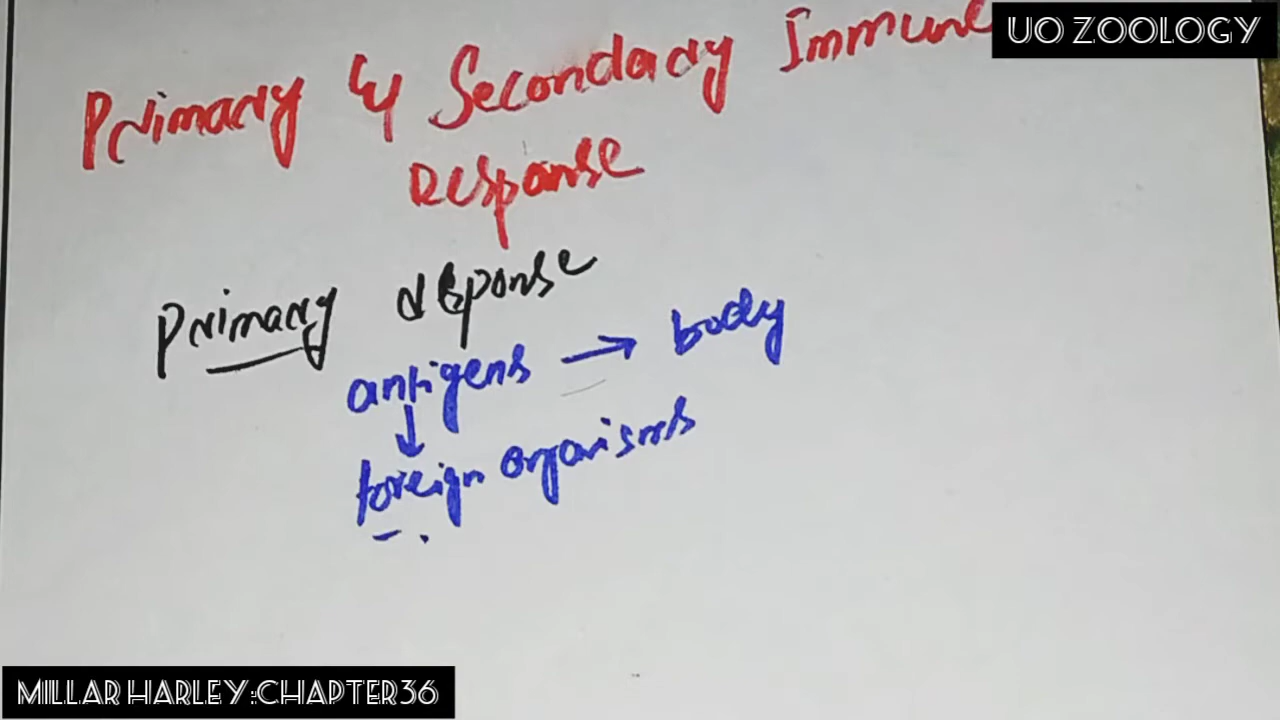 UO ZOOLOGY
Primary & Secondary Immune
Response
Primary response
antigens → body
↓
foreign organisms
MILLAR HARLEY:CHAPTER36